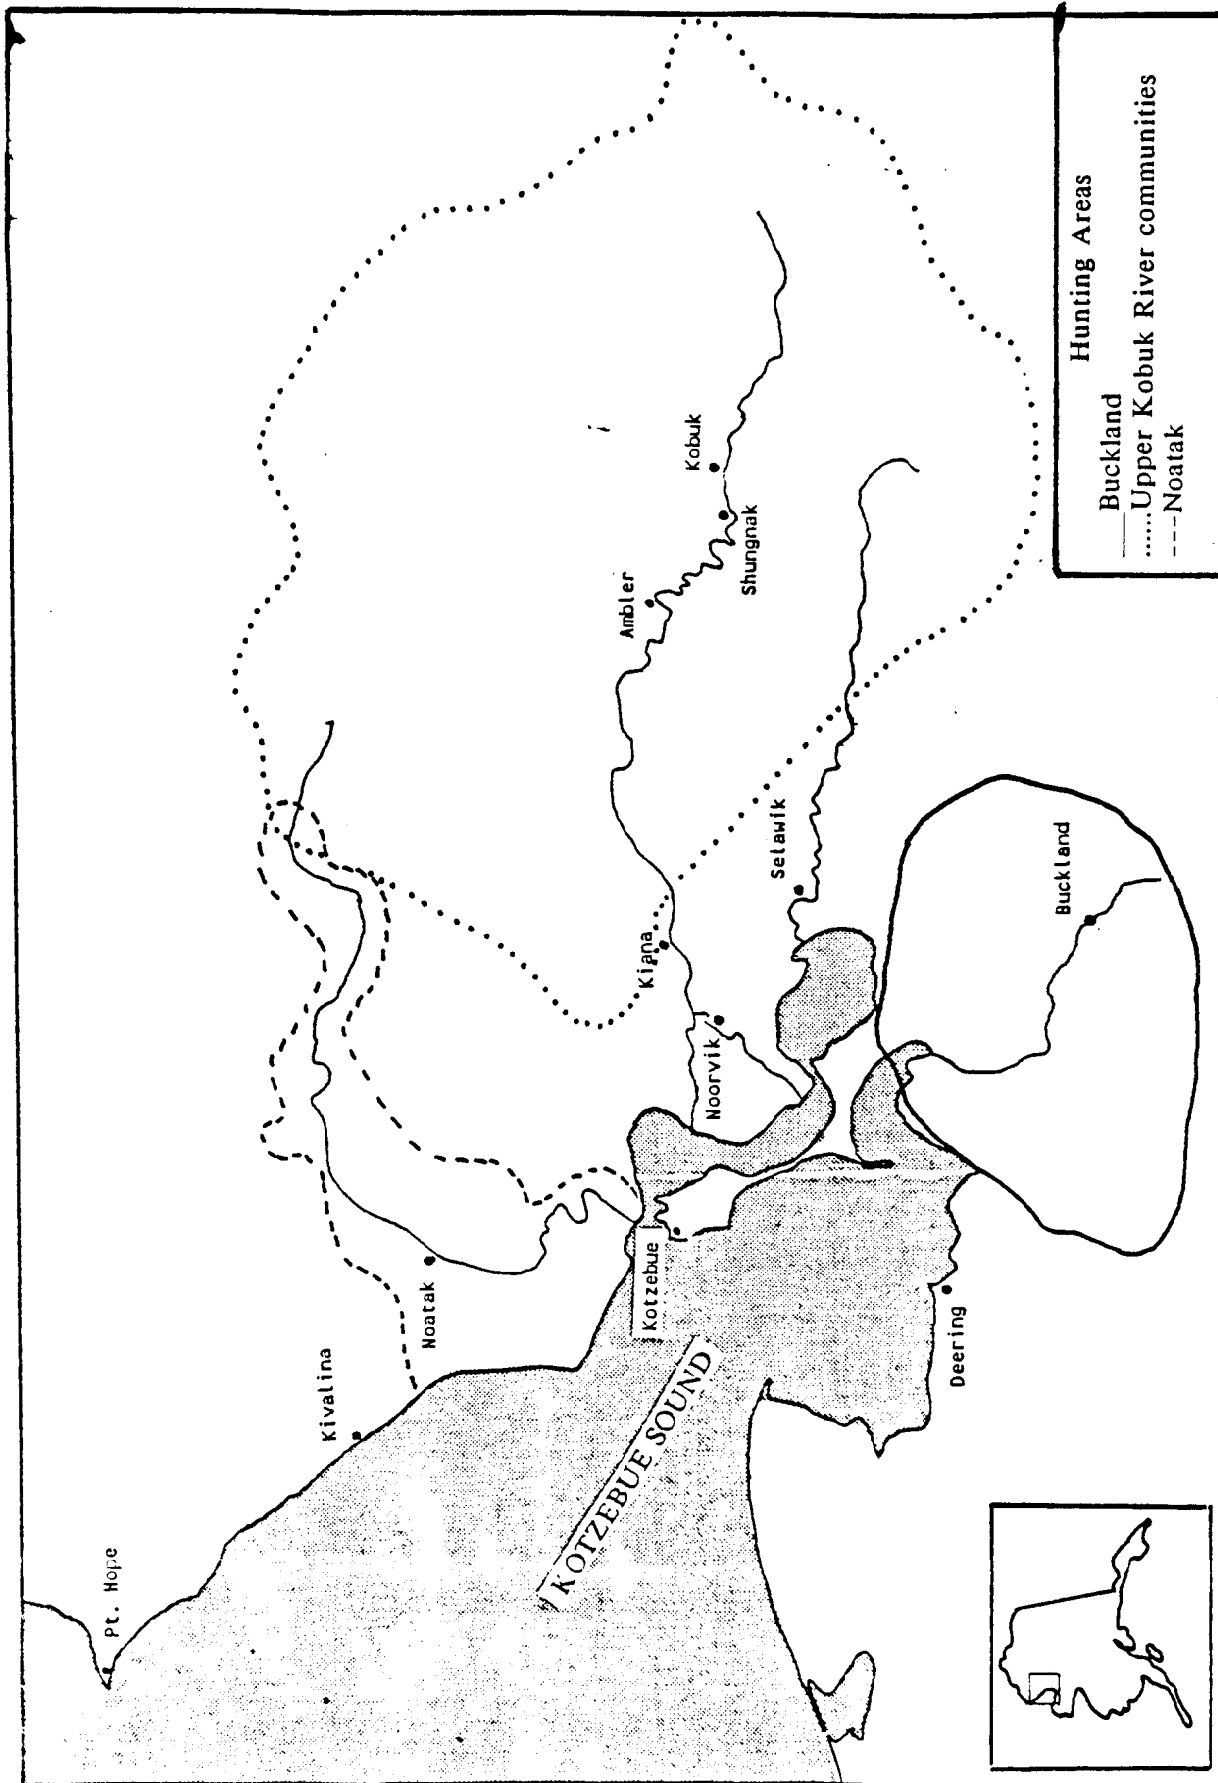 Pt. Hope
Kivalina
Noatak
Kotzebue
KOTZEBUE SOUND
Deering
Noorvik
Kiana
Selawik
Buckland
Ambler
Shungnak
Kobuk
Hunting Areas
Buckland
......Upper Kobuk River communities
---Noatak